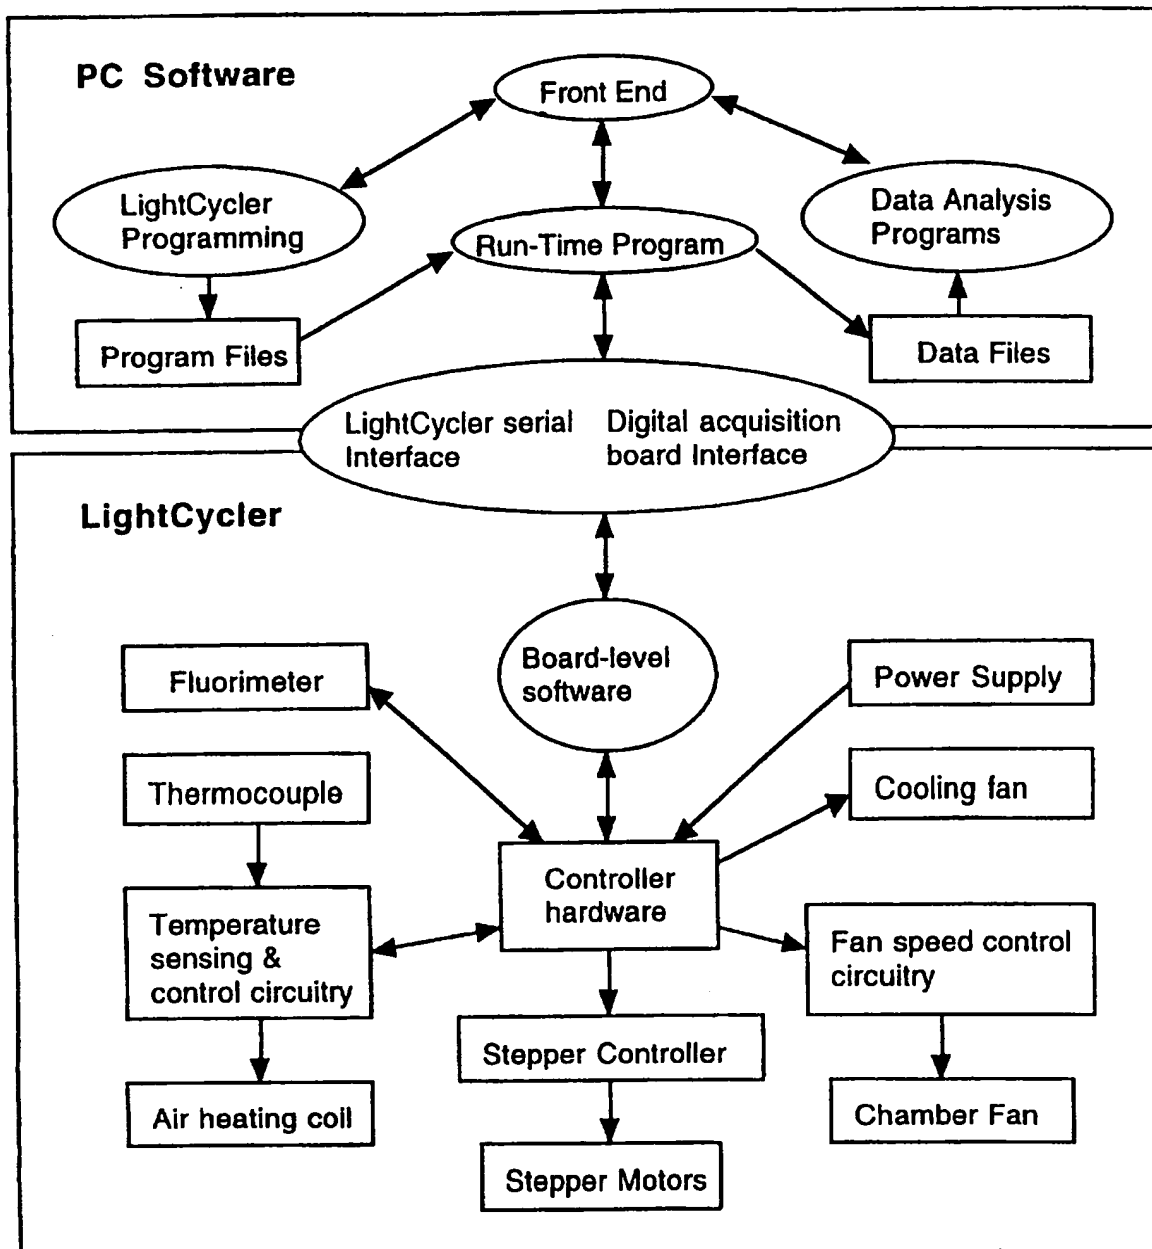 PC Software
Front End
LightCycler
Programming
Run-Time Program
Data Analysis
Programs
Program Files
Data Files
LightCycler serial
Interface
Digital acquisition
board Interface
LightCycler
Board-level
software
Fluorimeter
Power Supply
Thermocouple
Cooling fan
Controller
hardware
Temperature
sensing &
control circuitry
Fan speed control
circuitry
Stepper Controller
Air heating coil
Chamber Fan
Stepper Motors